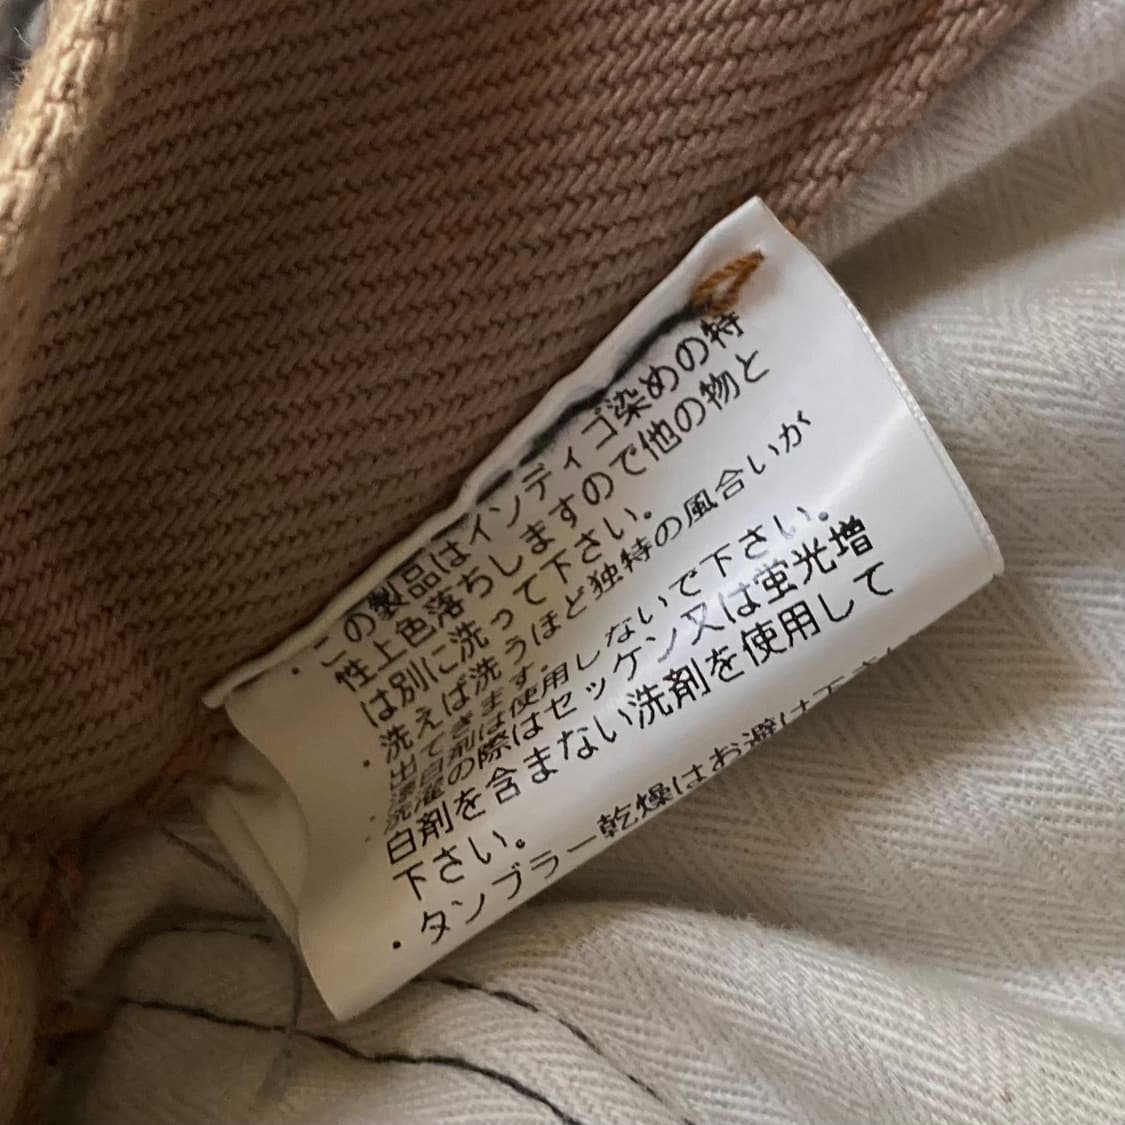 ・この製品はインディゴ染めの特
性上色落ちしますので他の物と
は別に洗って下さい。
・洗えば洗うほど独特の風合いが
出てきます。
・漂白剤は使用しないで下さい。
・洗濯の際はセッケン又は蛍光増
白剤を含まない洗剤を使用して
下さい。
・タンブラー乾燥はお避け下さ